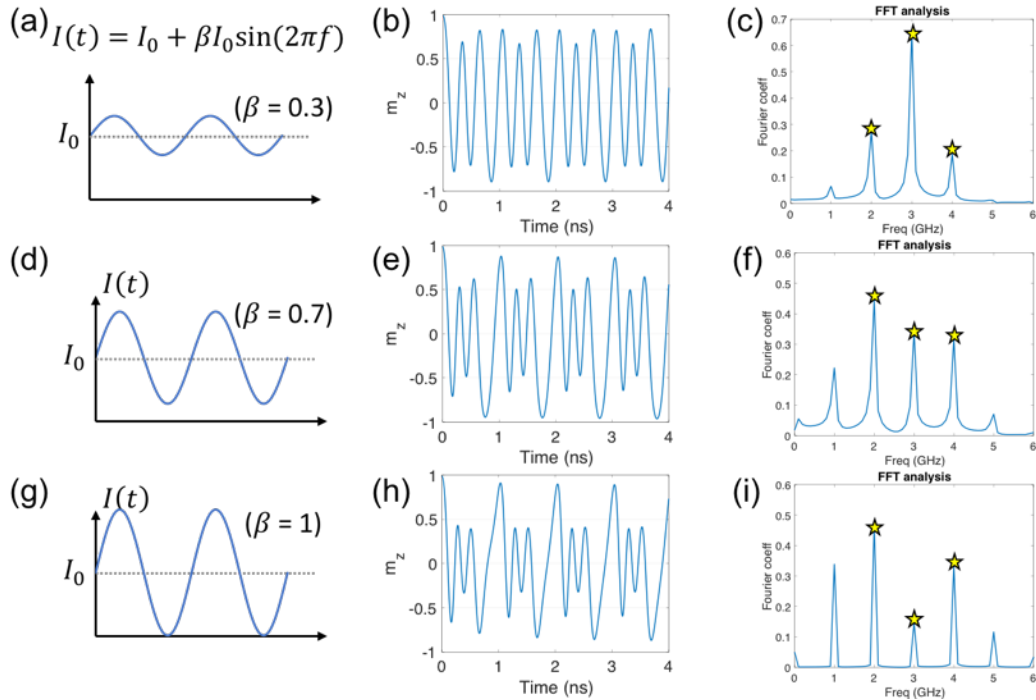 (a)
I(t) = I₀ + βI₀sin(2πf)
I₀
(β = 0.3)
(b)
1
0.5
0
-0.5
-1
m_z
0 1 2 3 4
Time (ns)
(c)
FFT analysis
0.7
0.6
0.5
0.4
0.3
0.2
0.1
0
Fourier coeff
0 1 2 3 4 5 6
Freq (GHz)
(d)
I(t)
I₀
(β = 0.7)
(e)
1
0.5
0
-0.5
-1
m_z
0 1 2 3 4
Time (ns)
(f)
FFT analysis
0.6
0.5
0.4
0.3
0.2
0.1
0
Fourier coeff
0 1 2 3 4 5 6
Freq (GHz)
(g)
I(t)
I₀
(β = 1)
(h)
1
0.5
0
-0.5
-1
m_z
0 1 2 3 4
Time (ns)
(i)
FFT analysis
0.6
0.5
0.4
0.3
0.2
0.1
0
Fourier coeff
0 1 2 3 4 5 6
Freq (GHz)